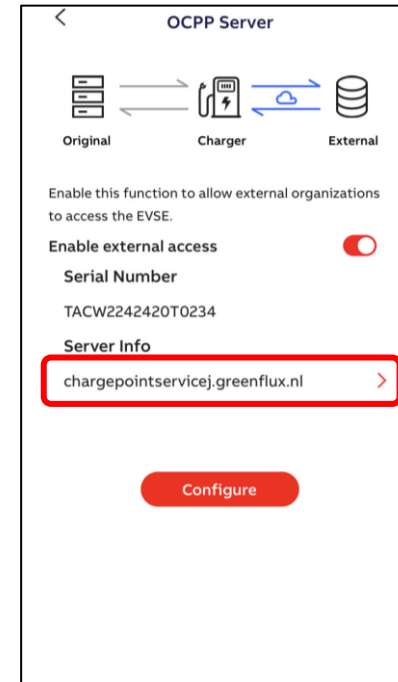 OCPP Server
Original Charger External
Enable this function to allow external organizations
to access the EVSE.
Enable external access
Serial Number
TACW2242420T0234
Server Info
chargepointservicej.greenflux.nl
Configure